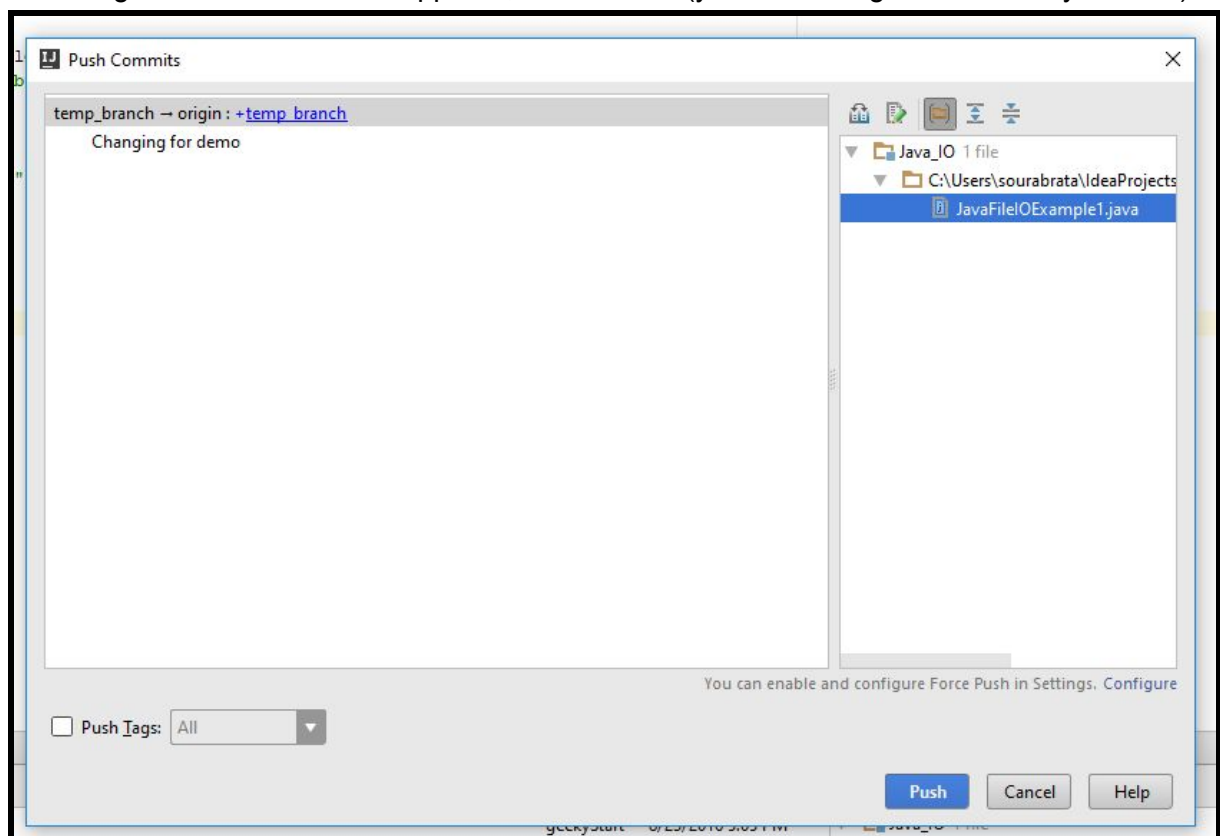 IJ Push Commits
temp_branch → origin : +temp_branch
Changing for demo
Java_IO 1 file
C:\Users\sourabrata\IdeaProjects
JavaFileIOExample1.java
You can enable and configure Force Push in Settings. Configure
Push Tags: All
Push Cancel Help